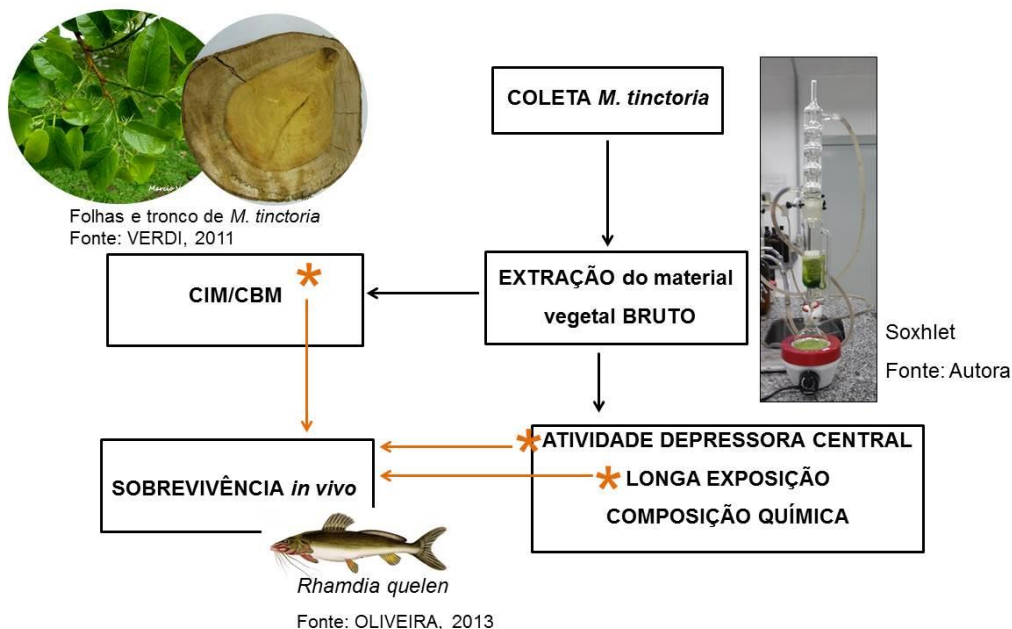 COLETA M. tinctoria
Marcio V
Folhas e tronco de M. tinctoria
Fonte: VERDI, 2011
CIM/CBM *
EXTRAÇÃO do material
vegetal BRUTO
Soxhlet
Fonte: Autora
SOBREVIVÊNCIA in vivo
* ATIVIDADE DEPRESSORA CENTRAL
* LONGA EXPOSIÇÃO
COMPOSIÇÃO QUÍMICA
Rhamdia quelen
Fonte: OLIVEIRA, 2013